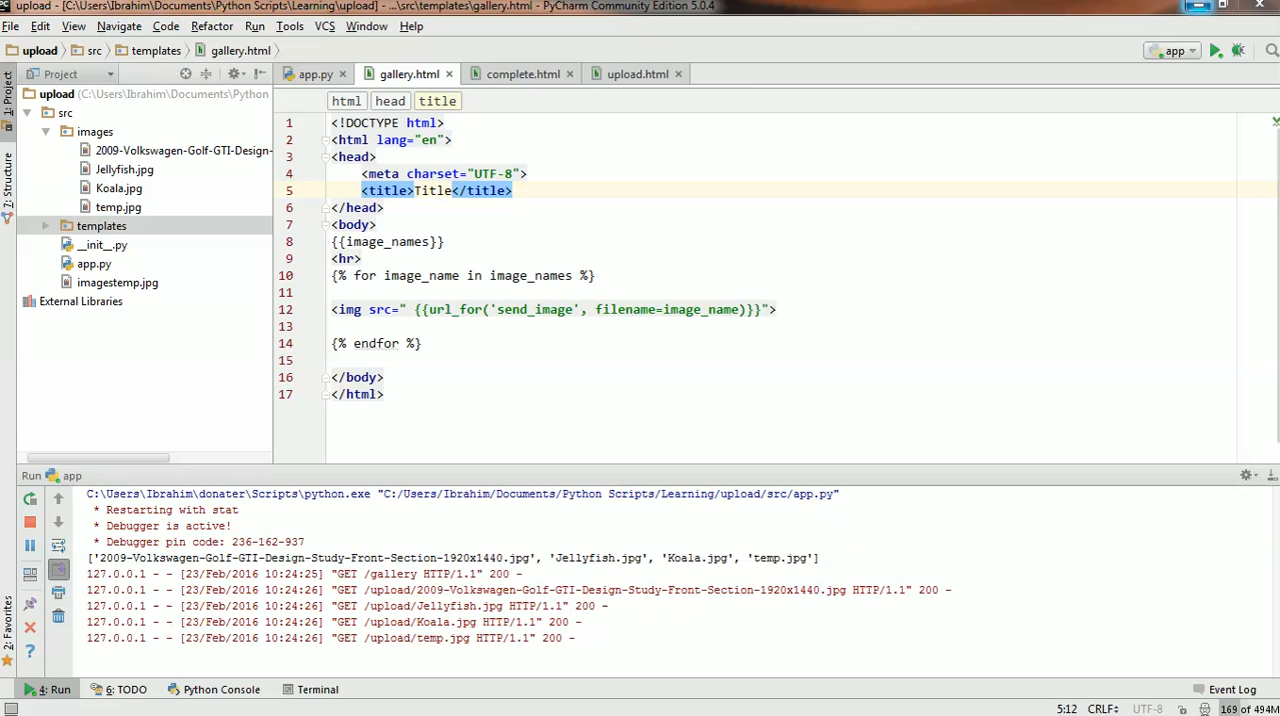 upload - [C:\Users\Ibrahim\Documents\Python Scripts\Learning\upload] - ...\src\templates\gallery.html - PyCharm Community Edition 5.0.4
File Edit View Navigate Code Refactor Run Tools VCS Window Help
upload src templates gallery.html app
Project
app.py gallery.html complete.html upload.html
upload (C:\Users\Ibrahim\Documents\Python
src
images
2009-Volkswagen-Golf-GTI-Design-
Jellyfish.jpg
Koala.jpg
temp.jpg
templates
__init__.py
app.py
imagestemp.jpg
External Libraries
1: Project
Structure
2: Favorites
html head title
1 <!DOCTYPE html>
2 <html lang="en">
3 <head>
4 <meta charset="UTF-8">
5 <title>Title</title>
6 </head>
7 <body>
8 {{image_names}}
9 <hr>
10 {% for image_name in image_names %}
11
12 <img src=" {{url_for('send_image', filename=image_name)}}">
13
14 {% endfor %}
15
16 </body>
17 </html>
Run app
C:\Users\Ibrahim\donater\Scripts\python.exe "C:/Users/Ibrahim/Documents/Python Scripts/Learning/upload/src/app.py"
* Restarting with stat
* Debugger is active!
* Debugger pin code: 236-162-937
['2009-Volkswagen-Golf-GTI-Design-Study-Front-Section-1920x1440.jpg', 'Jellyfish.jpg', 'Koala.jpg', 'temp.jpg']
127.0.0.1 - - [23/Feb/2016 10:24:26] "GET /gallery HTTP/1.1" 200 -
127.0.0.1 - - [23/Feb/2016 10:24:26] "GET /upload/2009-Volkswagen-Golf-GTI-Design-Study-Front-Section-1920x1440.jpg HTTP/1.1" 200 -
127.0.0.1 - - [23/Feb/2016 10:24:26] "GET /upload/Jellyfish.jpg HTTP/1.1" 200 -
127.0.0.1 - - [23/Feb/2016 10:24:26] "GET /upload/Koala.jpg HTTP/1.1" 200 -
127.0.0.1 - - [23/Feb/2016 10:24:26] "GET /upload/temp.jpg HTTP/1.1" 200 -
4: Run 6: TODO Python Console Terminal Event Log
5:12 CRLF UTF-8 169 of 494M